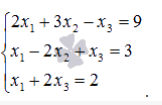 2x₁ + 3x₂ − x₃ = 9
x₁ − 2x₂ + x₃ = 3
x₁ + 2x₃ = 2 .